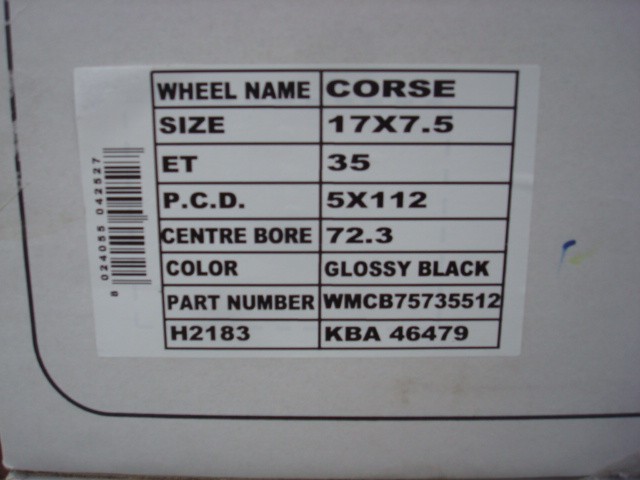 WHEEL NAME CORSE
SIZE 17X7.5
ET 35
P.C.D. 5X112
CENTRE BORE 72.3
COLOR GLOSSY BLACK
PART NUMBER WMCB75735512
H2183 KBA 46479
8 024055 042527